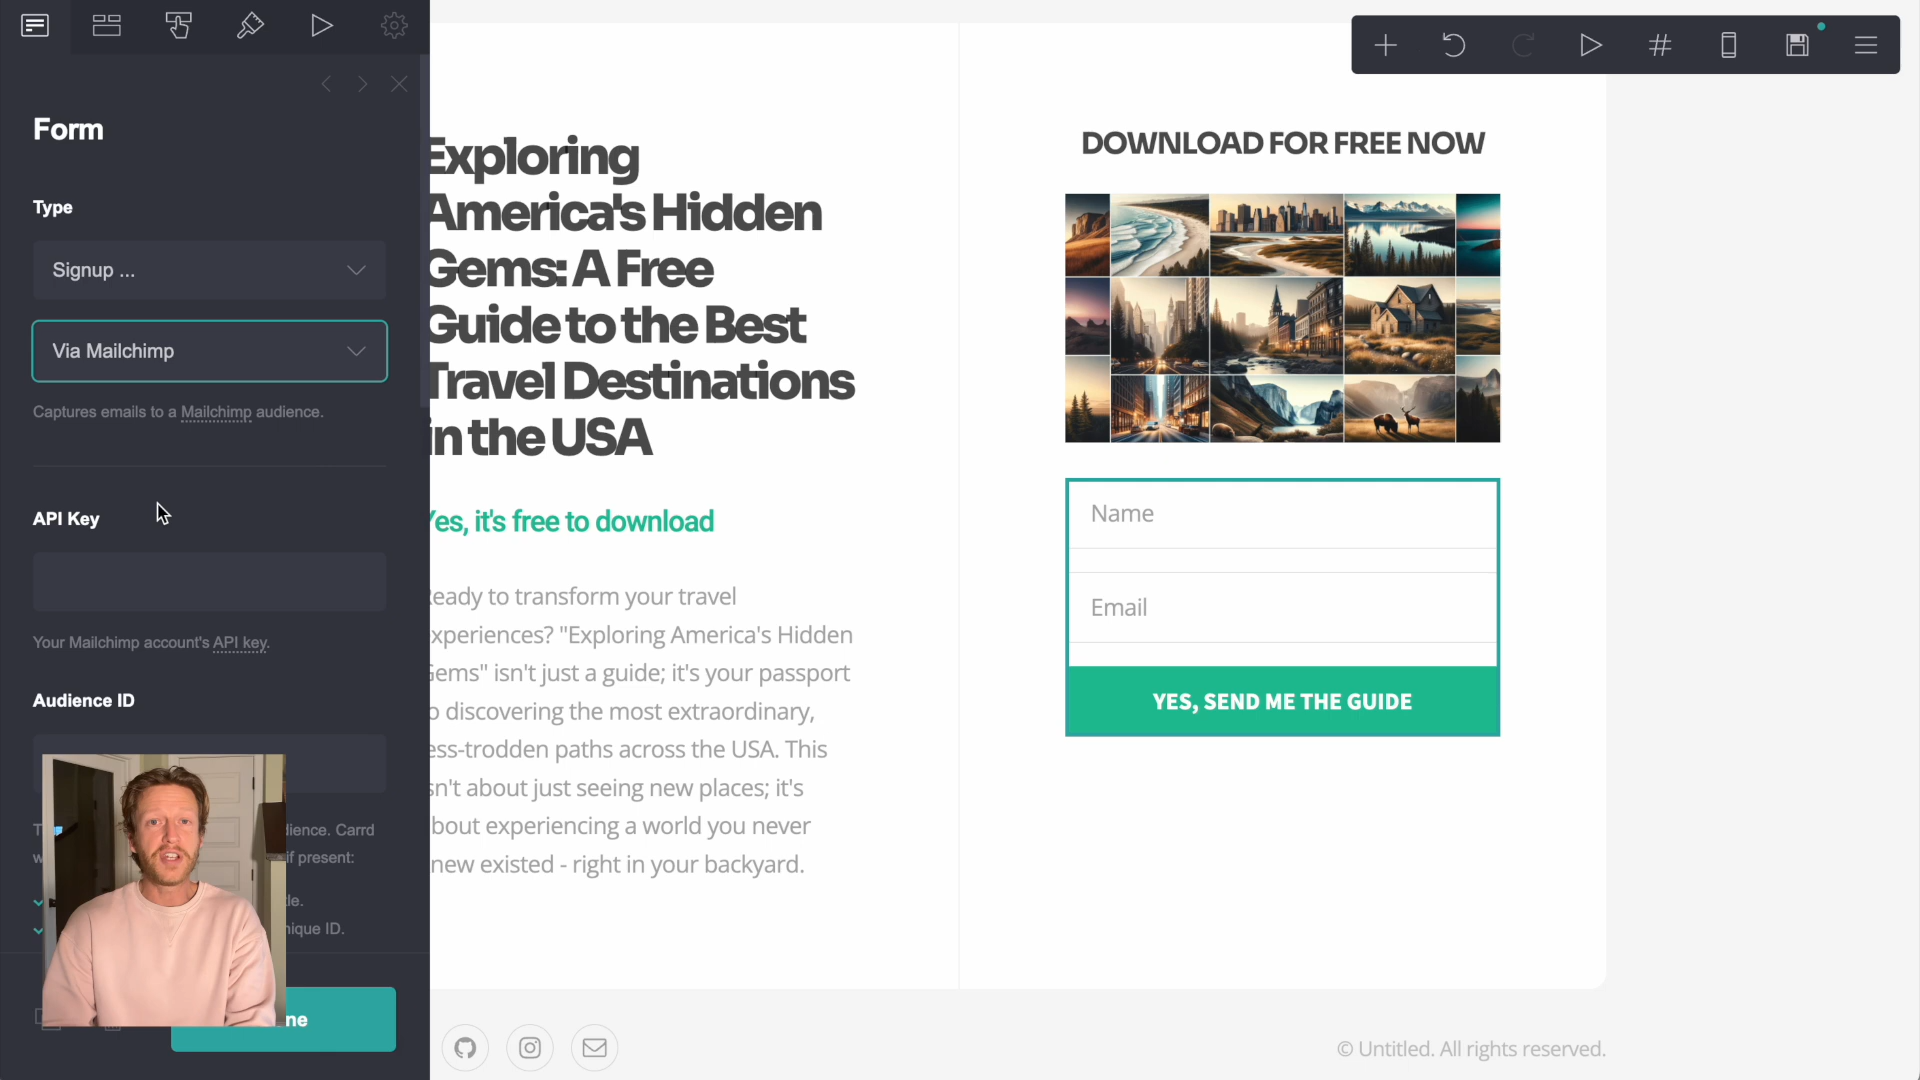 Form
Type
Signup ...
Via Mailchimp
Captures emails to a Mailchimp audience.
API Key
Your Mailchimp account's API key.
Audience ID
dience. Carrd
if present:
nique ID.
ne
Exploring
America's Hidden
Gems: A Free
Guide to the Best
Travel Destinations
in the USA
Yes, it's free to download
Ready to transform your travel
xperiences? "Exploring America's Hidden
Gems" isn't just a guide; it's your passport
o discovering the most extraordinary,
ess-trodden paths across the USA. This
sn't about just seeing new places; it's
bout experiencing a world you never
new existed - right in your backyard.
DOWNLOAD FOR FREE NOW
Name
Email
YES, SEND ME THE GUIDE
© Untitled. All rights reserved.